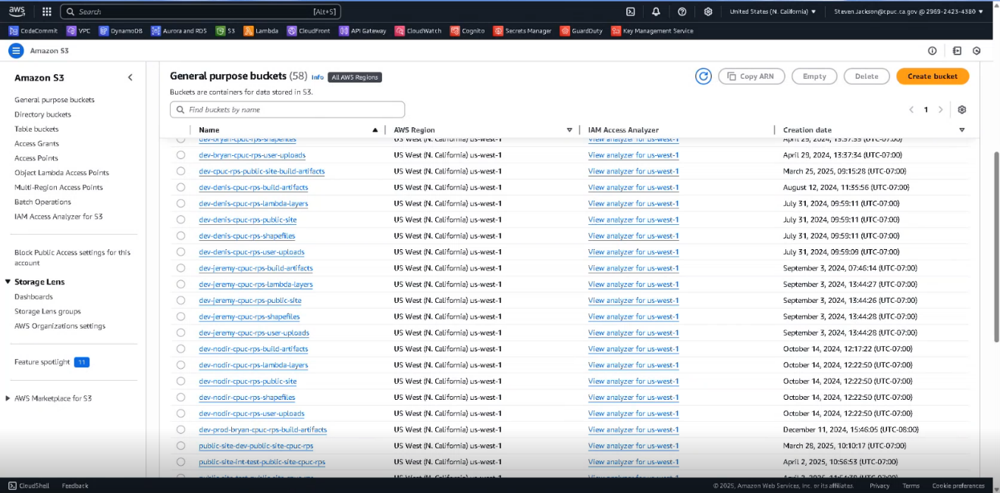 aws Search [Alt+S] United States (N. California) ▼ Steven.Jackson@cpuc.ca.gov @ 2969-2423-4380 ▼
CodeCommit VPC DynamoDB Aurora and RDS S3 Lambda CloudFront API Gateway CloudWatch Cognito Secrets Manager GuardDuty Key Management Service
Amazon S3
Amazon S3
General purpose buckets
Directory buckets
Table buckets
Access Grants
Access Points
Object Lambda Access Points
Multi-Region Access Points
Batch Operations
IAM Access Analyzer for S3
Block Public Access settings for this
account
Storage Lens
Dashboards
Storage Lens groups
AWS Organizations settings
Feature spotlight 11
AWS Marketplace for S3
General purpose buckets (58) Info All AWS Regions Copy ARN Empty Delete Create bucket
Buckets are containers for data stored in S3.
Find buckets by name 1
Name AWS Region IAM Access Analyzer Creation date
dev-bryan-cpuc-rps-shapefiles US West (N. California) us-west-1 View analyzer for us-west-1
dev-bryan-cpuc-rps-user-uploads US West (N. California) us-west-1 View analyzer for us-west-1 April 29, 2024, 13:37:34 (UTC-07:00)
dev-cpuc-rps-public-site-build-artifacts US West (N. California) us-west-1 View analyzer for us-west-1 March 25, 2025, 09:15:28 (UTC-07:00)
dev-denis-cpuc-rps-build-artifacts US West (N. California) us-west-1 View analyzer for us-west-1 August 12, 2024, 11:35:56 (UTC-07:00)
dev-denis-cpuc-rps-lambda-layers US West (N. California) us-west-1 View analyzer for us-west-1 July 31, 2024, 09:59:11 (UTC-07:00)
dev-denis-cpuc-rps-public-site US West (N. California) us-west-1 View analyzer for us-west-1 July 31, 2024, 09:59:11 (UTC-07:00)
dev-denis-cpuc-rps-shapefiles US West (N. California) us-west-1 View analyzer for us-west-1 July 31, 2024, 09:59:11 (UTC-07:00)
dev-denis-cpuc-rps-user-uploads US West (N. California) us-west-1 View analyzer for us-west-1 July 31, 2024, 09:59:09 (UTC-07:00)
dev-jeremy-cpuc-rps-build-artifacts US West (N. California) us-west-1 View analyzer for us-west-1 September 3, 2024, 07:46:14 (UTC-07:00)
dev-jeremy-cpuc-rps-lambda-layers US West (N. California) us-west-1 View analyzer for us-west-1 September 3, 2024, 13:44:27 (UTC-07:00)
dev-jeremy-cpuc-rps-public-site US West (N. California) us-west-1 View analyzer for us-west-1 September 3, 2024, 13:44:26 (UTC-07:00)
dev-jeremy-cpuc-rps-shapefiles US West (N. California) us-west-1 View analyzer for us-west-1 September 3, 2024, 13:44:28 (UTC-07:00)
dev-jeremy-cpuc-rps-user-uploads US West (N. California) us-west-1 View analyzer for us-west-1 September 3, 2024, 13:44:28 (UTC-07:00)
dev-nodir-cpuc-rps-build-artifacts US West (N. California) us-west-1 View analyzer for us-west-1 October 14, 2024, 12:17:22 (UTC-07:00)
dev-nodir-cpuc-rps-lambda-layers US West (N. California) us-west-1 View analyzer for us-west-1 October 14, 2024, 12:22:50 (UTC-07:00)
dev-nodir-cpuc-rps-public-site US West (N. California) us-west-1 View analyzer for us-west-1 October 14, 2024, 12:22:50 (UTC-07:00)
dev-nodir-cpuc-rps-shapefiles US West (N. California) us-west-1 View analyzer for us-west-1 October 14, 2024, 12:22:50 (UTC-07:00)
dev-nodir-cpuc-rps-user-uploads US West (N. California) us-west-1 View analyzer for us-west-1 October 14, 2024, 12:22:50 (UTC-07:00)
dev-prod-bryan-cpuc-rps-build-artifacts US West (N. California) us-west-1 View analyzer for us-west-1 December 11, 2024, 15:46:05 (UTC-08:00)
public-site-dev-public-site-cpuc-rps US West (N. California) us-west-1 View analyzer for us-west-1 March 28, 2025, 10:10:17 (UTC-07:00)
public-site-int-test-public-site-cpuc-rps US West (N. California) us-west-1 View analyzer for us-west-1 April 2, 2025, 10:56:53 (UTC-07:00)
CloudShell Feedback © 2025, Amazon Web Services, Inc. or its affiliates. Privacy Terms Cookie preferences